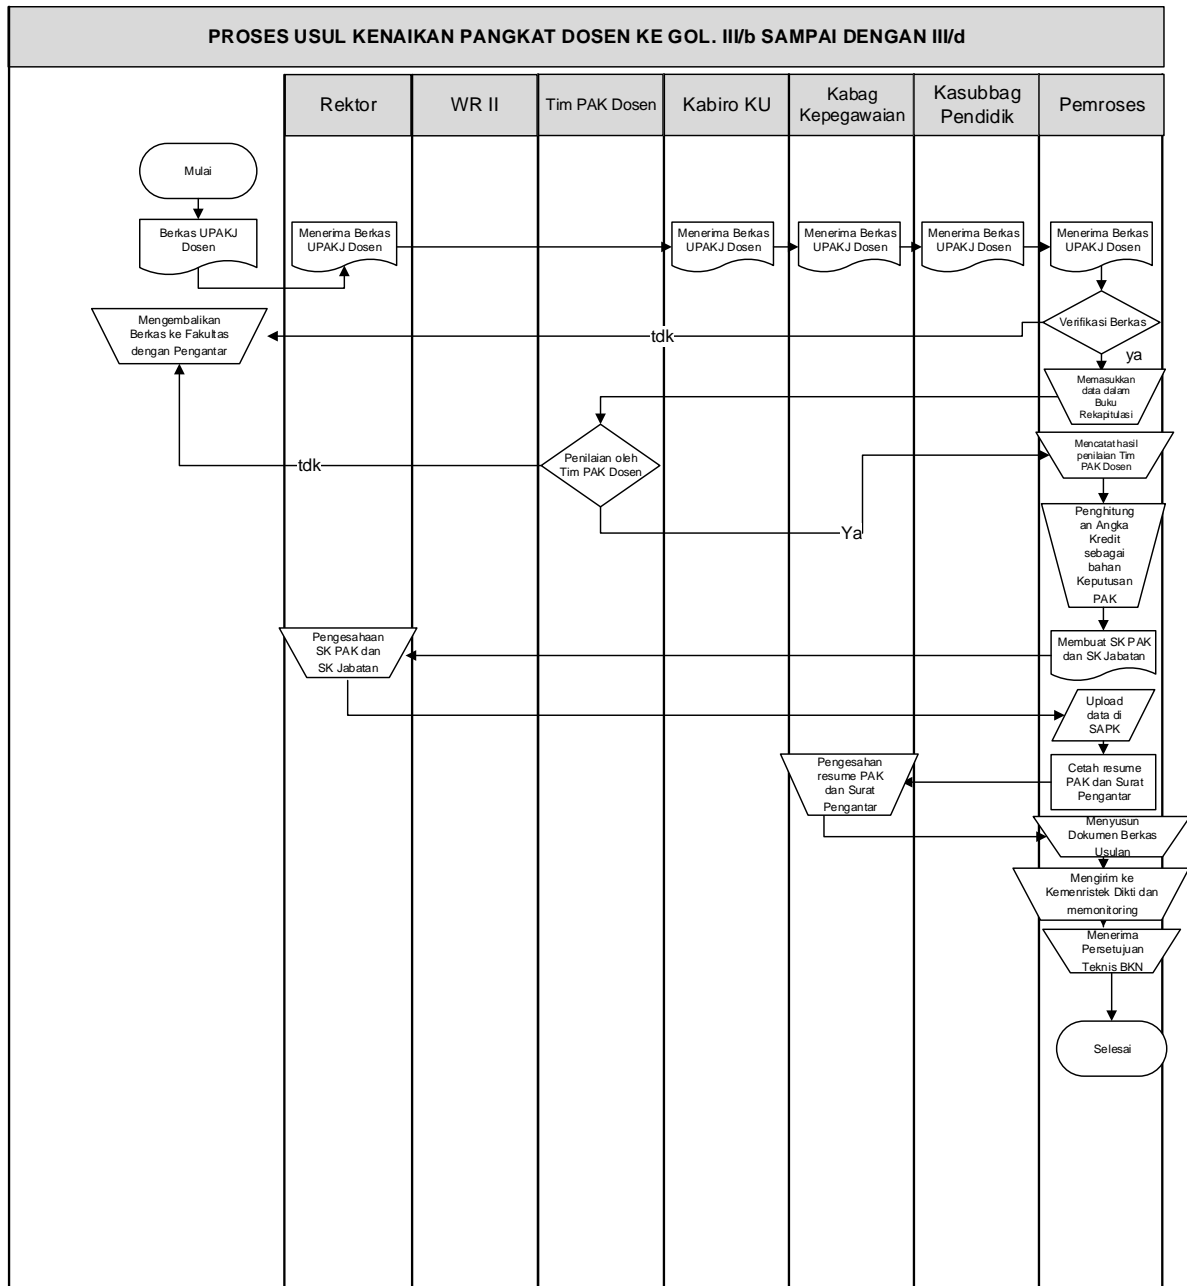 PROSES USUL KENAIKAN PANGKAT DOSEN KE GOL. III/b SAMPAI DENGAN III/d
Rektor
WR II
Tim PAK Dosen
Kabiro KU
Kabag
Kepegawaian
Kasubbag
Pendidik
Pemroses
Mulai
Berkas UPAKJ
Dosen
Menerima Berkas
UPAKJ Dosen
Menerima Berkas
UPAKJ Dosen
Menerima Berkas
UPAKJ Dosen
Menerima Berkas
UPAKJ Dosen
Menerima Berkas
UPAKJ Dosen
Mengembalikan
Berkas ke Fakultas
dengan Pengantar
tdk
Verifikasi Berkas
ya
Memasukkan
data dalam
Buku
Rekapitulasi
tdk
Penilaian oleh
Tim PAK Dosen
Mencatat hasil
penilaian Tim
PAK Dosen
Ya
Penghitung
an Angka
Kredit
sebagai
bahan
Keputusan
PAK
Pengesahaan
SK PAK dan
SK Jabatan
Membuat SK PAK
dan SK Jabatan
Upload
data di
SAPK
Pengesahan
resume PAK
dan Surat
Pengantar
Cetah resume
PAK dan Surat
Pengantar
Menyusun
Dokumen Berkas
Usulan
Mengirim ke
Kemenristek Dikti dan
memonitoring
Menerima
Persetujuan
Teknis BKN
Selesai